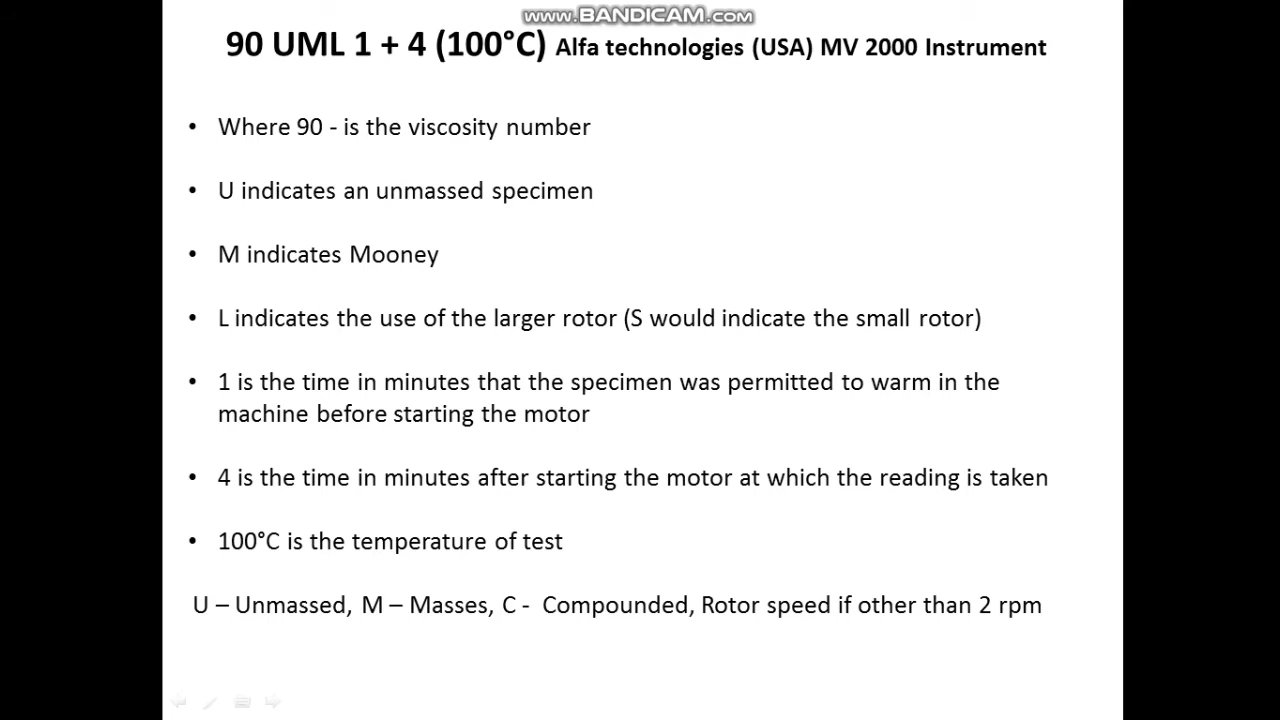 www.BANDICAM.com
90 UML 1 + 4 (100°C) Alfa technologies (USA) MV 2000 Instrument
• Where 90 - is the viscosity number
• U indicates an unmassed specimen
• M indicates Mooney
• L indicates the use of the larger rotor (S would indicate the small rotor)
• 1 is the time in minutes that the specimen was permitted to warm in the
machine before starting the motor
• 4 is the time in minutes after starting the motor at which the reading is taken
• 100°C is the temperature of test
U – Unmassed, M – Masses, C - Compounded, Rotor speed if other than 2 rpm